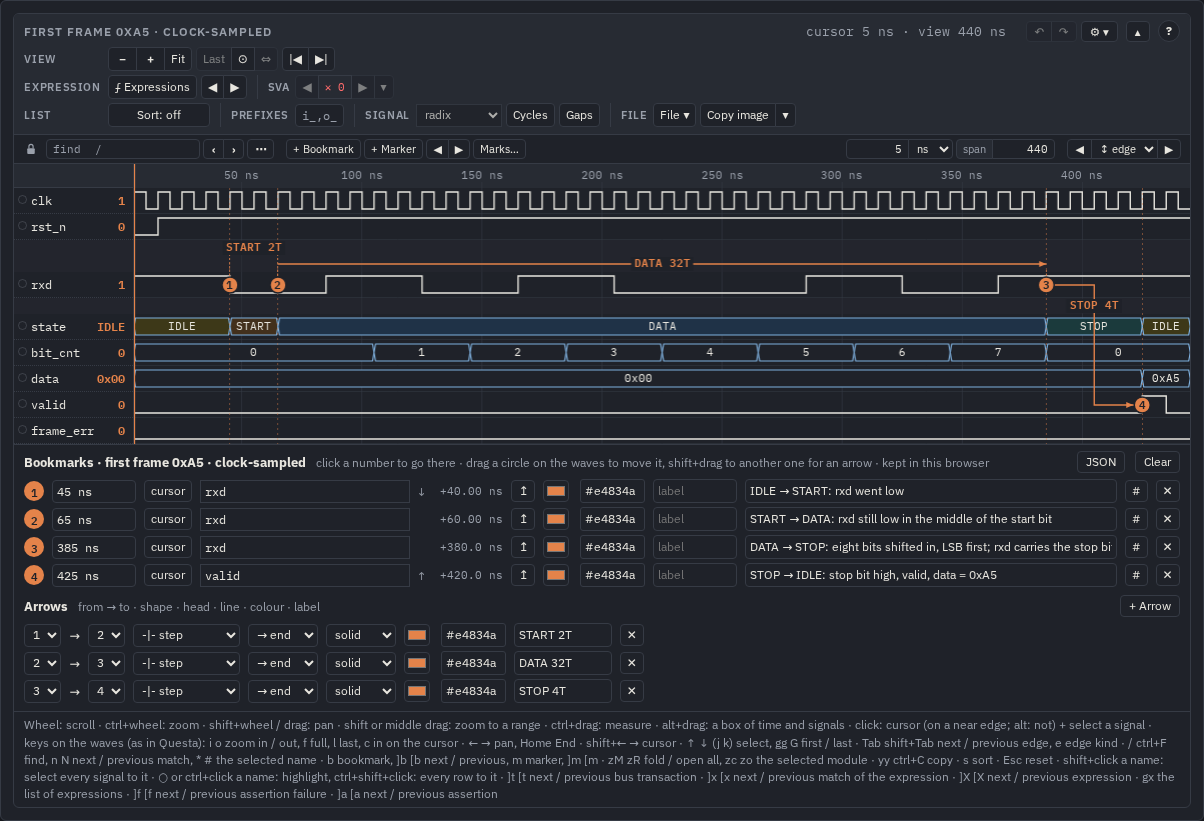 FIRST FRAME 0XA5 · CLOCK-SAMPLED cursor 5 ns · view 440 ns ↶ ↷ ⚙ ▾ ▴ ?
VIEW − + Fit Last ⊙ ⇔ |◀ ▶|
EXPRESSION ⨍ Expressions ◀ ▶ SVA ◀ × 0 ▶ ▾
LIST Sort: off PREFIXES i_,o_ SIGNAL radix Cycles Gaps FILE File ▾ Copy image ▾
find / ‹ › ••• + Bookmark + Marker ◀ ▶ Marks... 5 ns span 440 ◀ ↕ edge ▶
50 ns 100 ns 150 ns 200 ns 250 ns 300 ns 350 ns 400 ns
clk 1
rst_n 0
START 2T
DATA 32T
rxd 1 1 2 3
STOP 4T
state IDLE IDLE START DATA STOP IDLE
bit_cnt 0 0 1 2 3 4 5 6 7 0
data 0x00 0x00 0xA5
valid 0 4
frame_err 0
Bookmarks · first frame 0XA5 · clock-sampled click a number to go there · drag a circle on the waves to move it, shift+drag to another one for an arrow · kept in this browser JSON Clear
1 45 ns cursor rxd ↓ +40.00 ns ↥ #e4834a label IDLE → START: rxd went low # ✕
2 65 ns cursor rxd +60.00 ns ↥ #e4834a label START → DATA: rxd still low in the middle of the start bit # ✕
3 385 ns cursor rxd +380.0 ns ↥ #e4834a label DATA → STOP: eight bits shifted in, LSB first; rxd carries the stop bi # ✕
4 425 ns cursor valid ↑ +420.0 ns ↥ #e4834a label STOP → IDLE: stop bit high, valid, data = 0xA5 # ✕
Arrows from → to · shape · head · line · colour · label + Arrow
1 → 2 -|- step → end solid #e4834a START 2T ✕
2 → 3 -|- step → end solid #e4834a DATA 32T ✕
3 → 4 -|- step → end solid #e4834a STOP 4T ✕
Wheel: scroll · ctrl+wheel: zoom · shift+wheel / drag: pan · shift or middle drag: zoom to a range · ctrl+drag: measure · alt+drag: a box of time and signals · click: cursor (on a near edge; alt: not) + select a signal ·
keys on the waves (as in Questa): i o zoom in / out, f full, l last, c in on the cursor · ← → pan, Home End · shift+← → cursor · ↑ ↓ (j k) select, gg G first / last · Tab shift+Tab next / previous edge, e edge kind · / ctrl+F
find, n N next / previous match, * # the selected name · b bookmark, ]b [b next / previous, m marker, ]m [m · zM zR fold / open all, zc zo the selected module · yy ctrl+C copy · s sort · Esc reset · shift+click a name:
select every signal to it · ○ or ctrl+click a name: highlight, ctrl+shift+click: every row to it · ]t [t next / previous bus transaction · ]x [x next / previous match of the expression · ]X [X next / previous expression · gx the
list of expressions · ]f [f next / previous assertion failure · ]a [a next / previous assertion